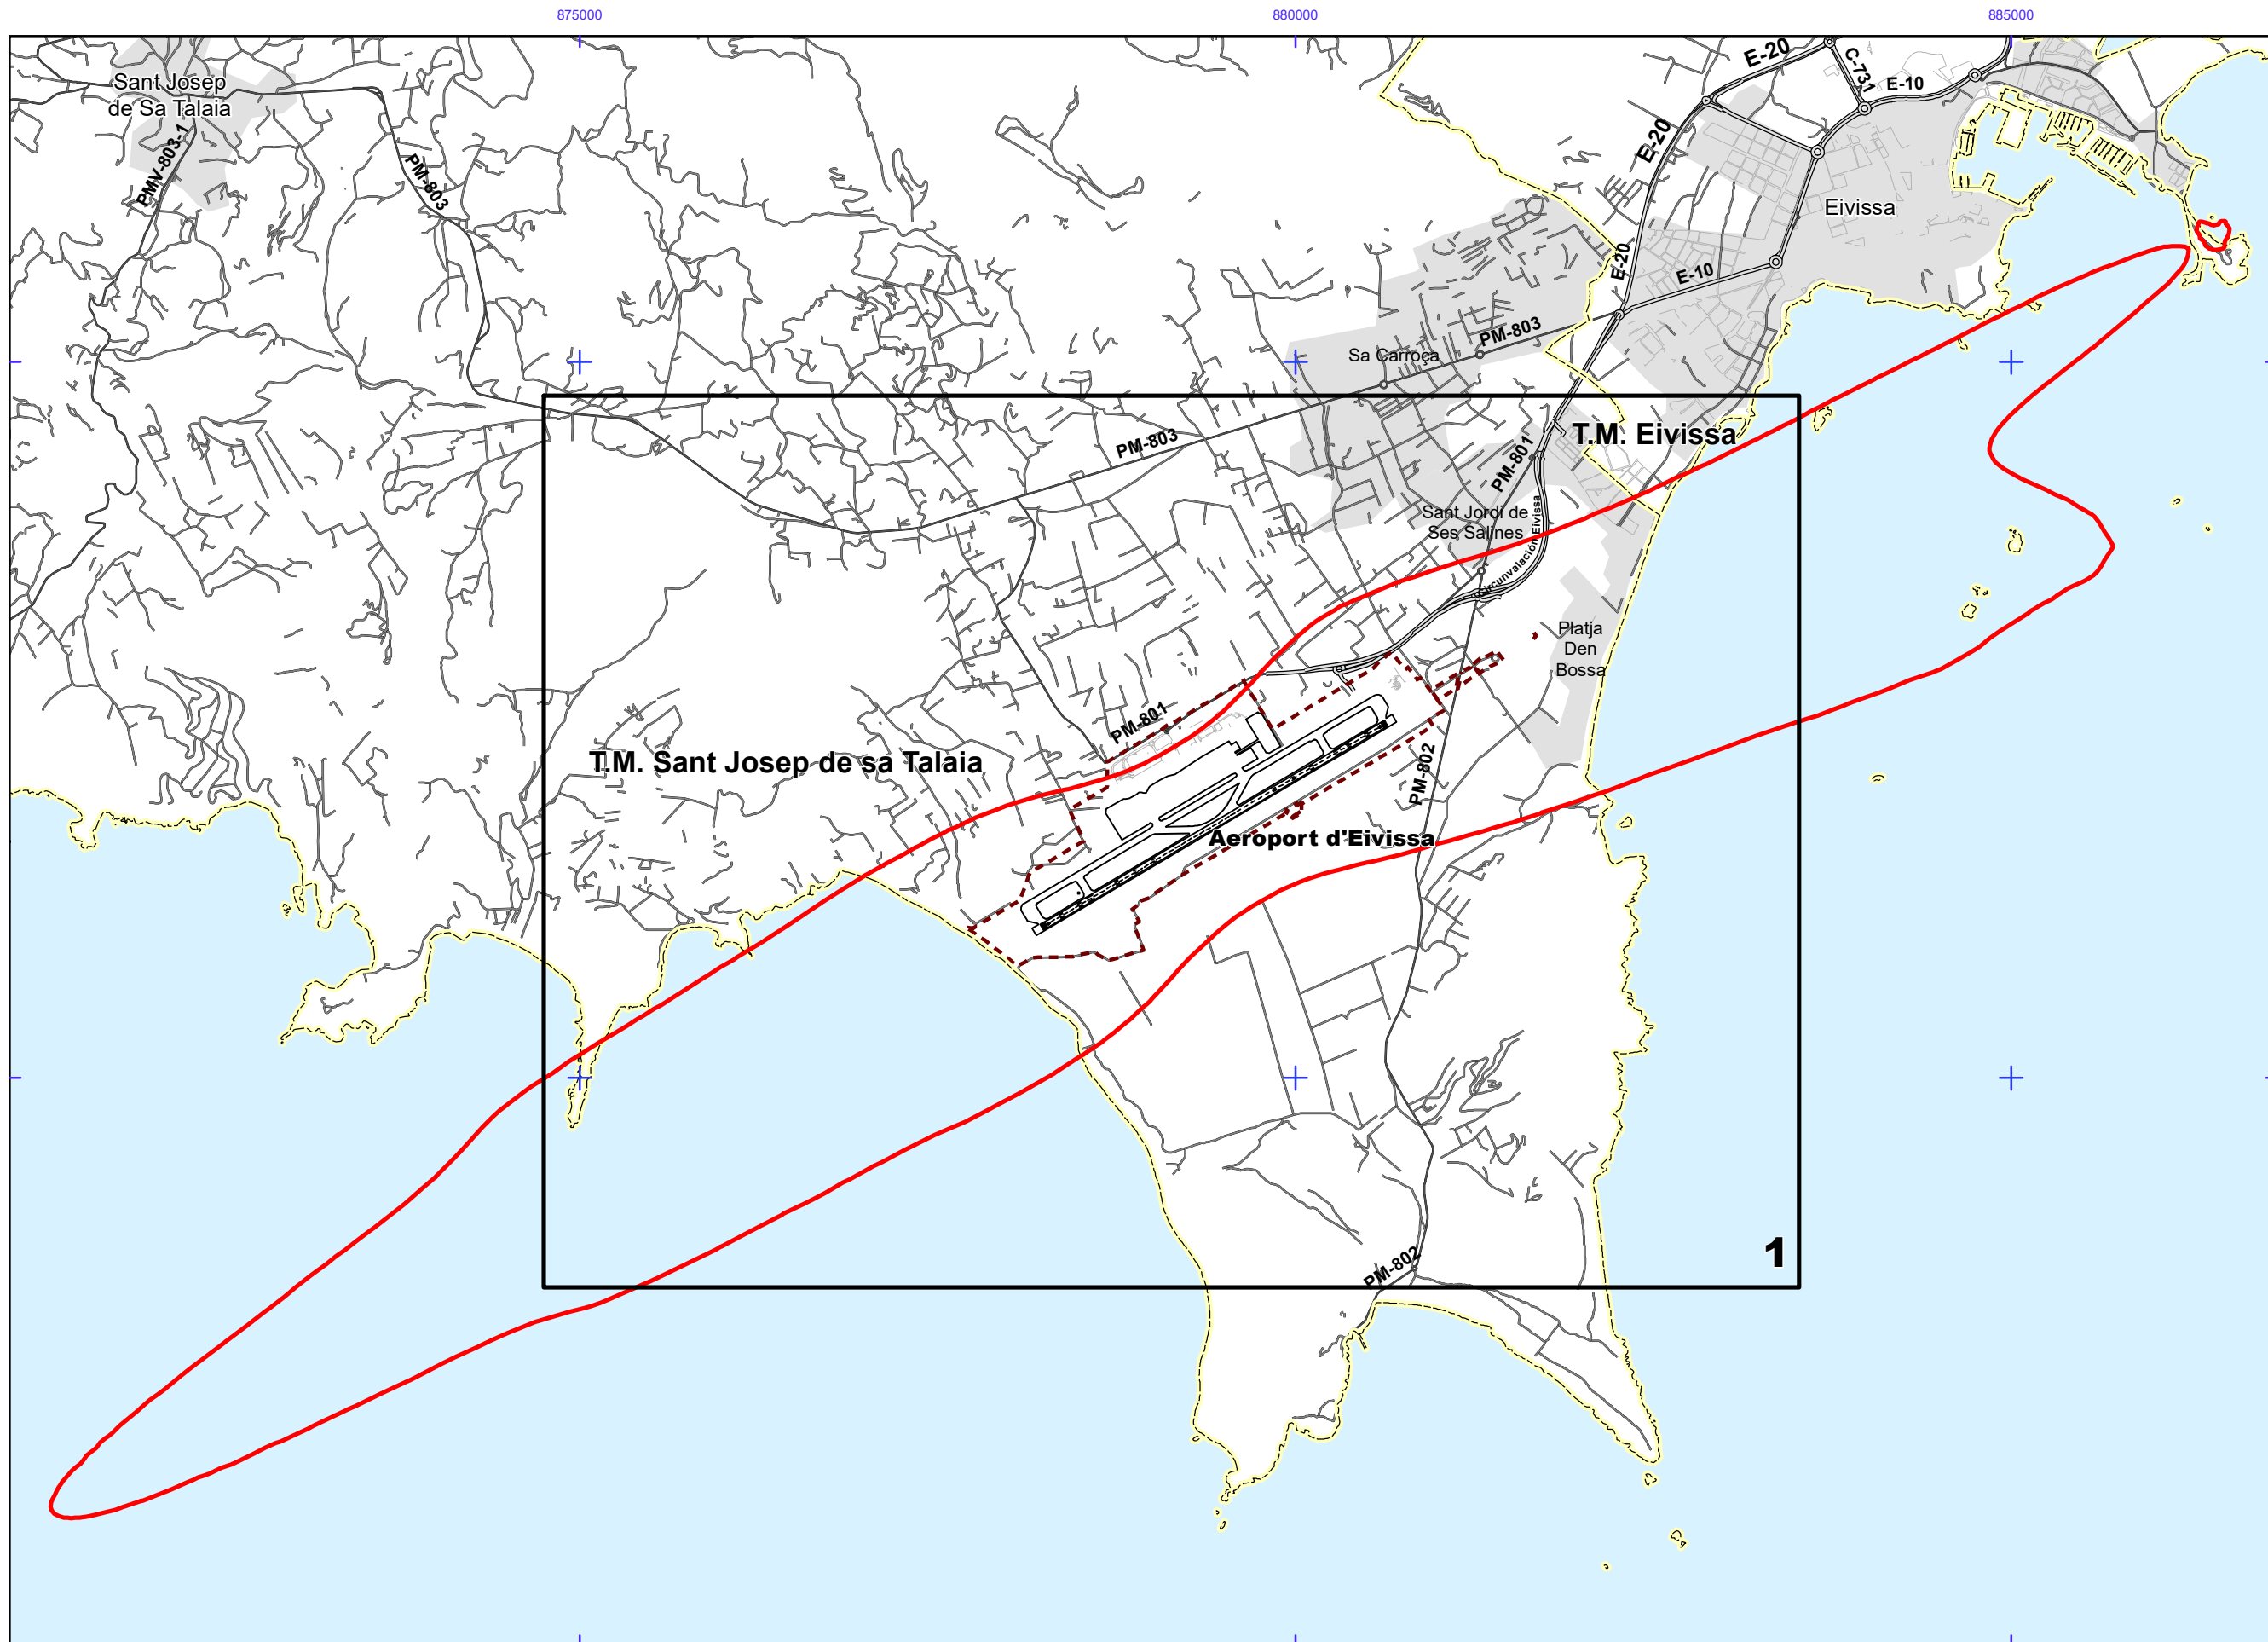 875000
880000
885000
E-20
C-731
E-10
Sant Josep
de Sa Talaia
PMV-803-1
PM-803
E-20
Eivissa
E-20
E-10
PM-803
Sa Carroça
T.M. Eivissa
PM-803
PM-801
Sant Jordi de
Ses Salines
Circunvalación Eivissa
Platja
Den
Bossa
PM-801
T.M. Sant Josep de sa Talaia
PM-802
Aeroport d'Eivissa
1
PM-802